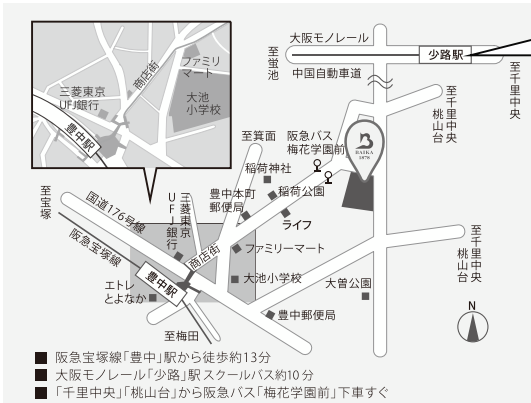 商店街
ファミリ
マート
大池
小学校
三菱東京
UFJ銀行
豊中駅
大阪モノレール
少路駅
至蛍池
至千里中央
中国自動車道
至千里中央
桃山台
至箕面
阪急バス
梅花学園前
BAIKA
1878
稲荷神社
稲荷公園
豊中本町
郵便局
ライフ
至宝塚
国道176号線
三菱東京
UFJ銀行
阪急宝塚線
商店街
ファミリーマート
大池小学校
大曽公園
至千里中央
桃山台
豊中駅
エトレ
とよなか
豊中郵便局
至梅田
N
阪急宝塚線「豊中」駅から徒歩約13分
大阪モノレール「少路」駅 スクールバス約10分
「千里中央」「桃山台」から阪急バス「梅花学園前」下車すぐ